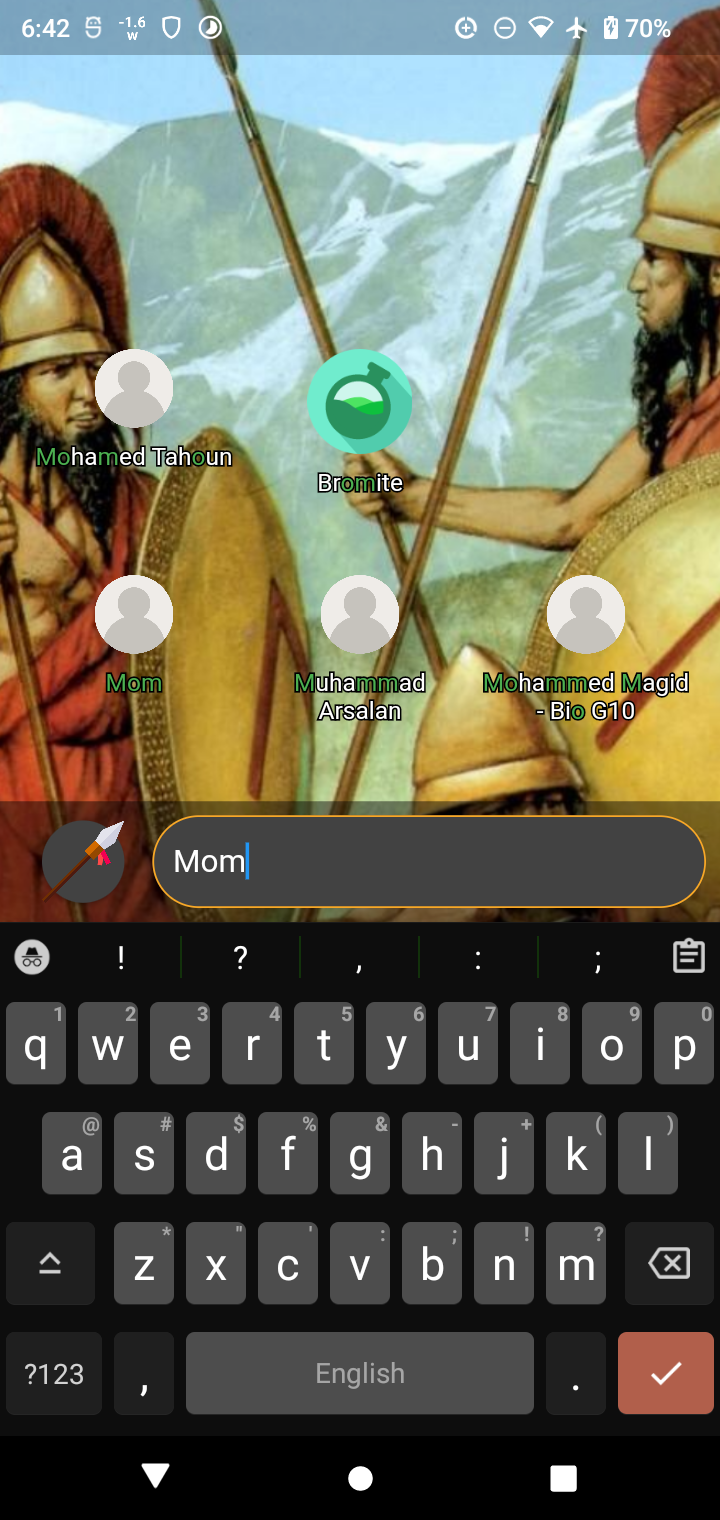 6:42 -1.6 W 70%
Mohamed Tahoun
Bromite
Mom
Muhammad
Arsalan
Mohammed Magid
- Bio G10
Mom
! ? , : ;
1 2 3 4 5 6 7 8 9 0
q w e r t y u i o p
@ # $ % & - + ( )
a s d f g h j k l
* " ' : ; ! ?
z x c v b n m
?123 , English .